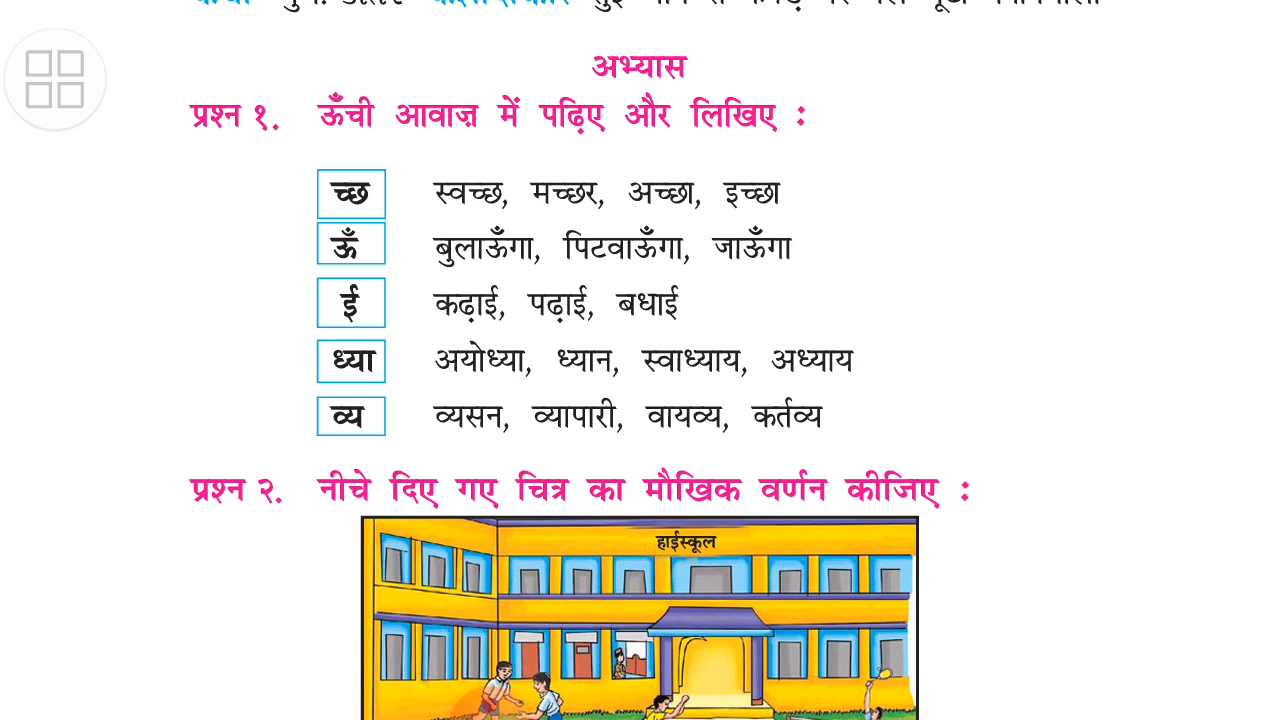 अभ्यास
प्रश्न १. ऊँची आवाज़ में पढ़िए और लिखिए :
च्छ स्वच्छ, मच्छर, अच्छा, इच्छा
ऊँ बुलाऊँगा, पिटवाऊँगा, जाऊँगा
ई कढ़ाई, पढ़ाई, बधाई
ध्या अयोध्या, ध्यान, स्वाध्याय, अध्याय
व्य व्यसन, व्यापारी, वायव्य, कर्तव्य
प्रश्न २. नीचे दिए गए चित्र का मौखिक वर्णन कीजिए :
हाईस्कूल